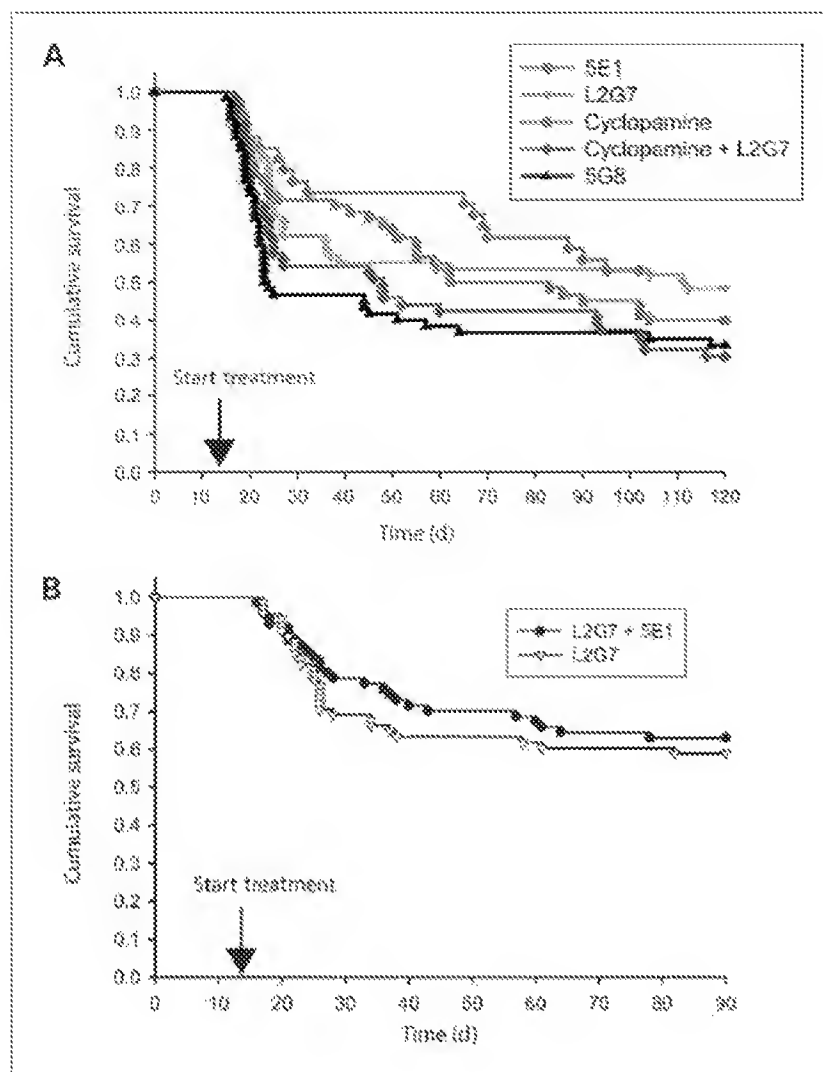 A
5E1
L2G7
Cyclopamine
Cyclopamine + L2G7
5G8
Cumulative survival
1.0
0.9
0.8
0.7
0.6
0.5
0.4
0.3
0.2
0.1
0.0
Start treatment
0 10 20 30 40 50 60 70 80 90 100 110 120
Time (d)
B
L2G7 + 5E1
L2G7
Cumulative survival
1.0
0.9
0.8
0.7
0.6
0.5
0.4
0.3
0.2
0.1
0.0
Start treatment
0 10 20 30 40 50 60 70 80 90
Time (d)